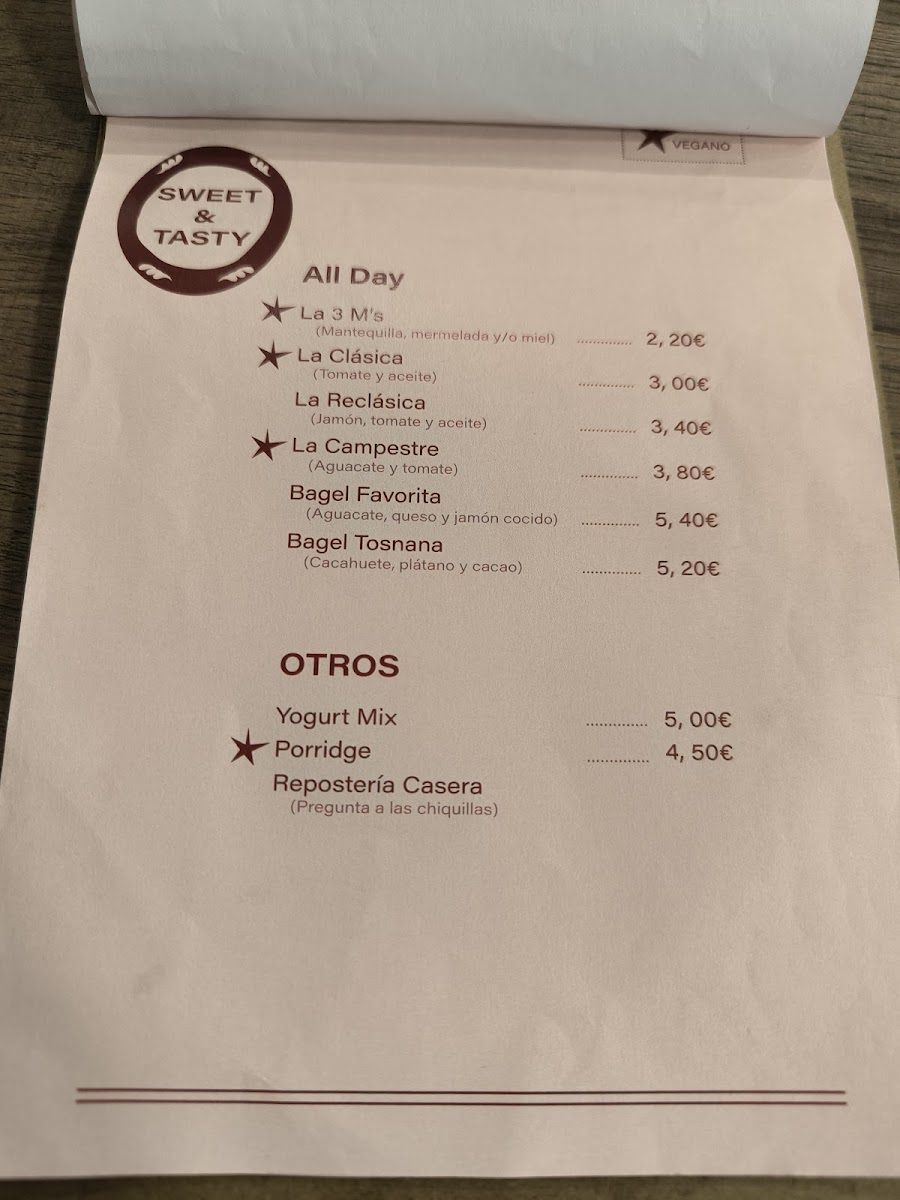 VEGANO
SWEET
&
TASTY
All Day
La 3 M's
(Mantequilla, mermelada y/o miel) .............. 2, 20€
La Clásica
(Tomate y aceite) .............. 3, 00€
La Reclásica
(Jamón, tomate y aceite) .............. 3, 40€
La Campestre
(Aguacate y tomate) .............. 3, 80€
Bagel Favorita
(Aguacate, queso y jamón cocido) .............. 5, 40€
Bagel Tosnana
(Cacahuete, plátano y cacao) .............. 5, 20€
OTROS
Yogurt Mix .............. 5, 00€
Porridge .............. 4, 50€
Repostería Casera
(Pregunta a las chiquillas)